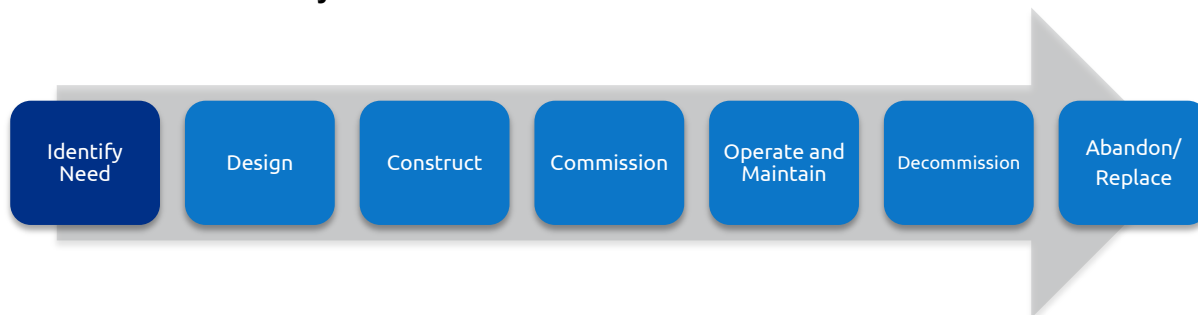 Identify
Need
Design
Construct
Commission
Operate and
Maintain
Decommission
Abandon/
Replace